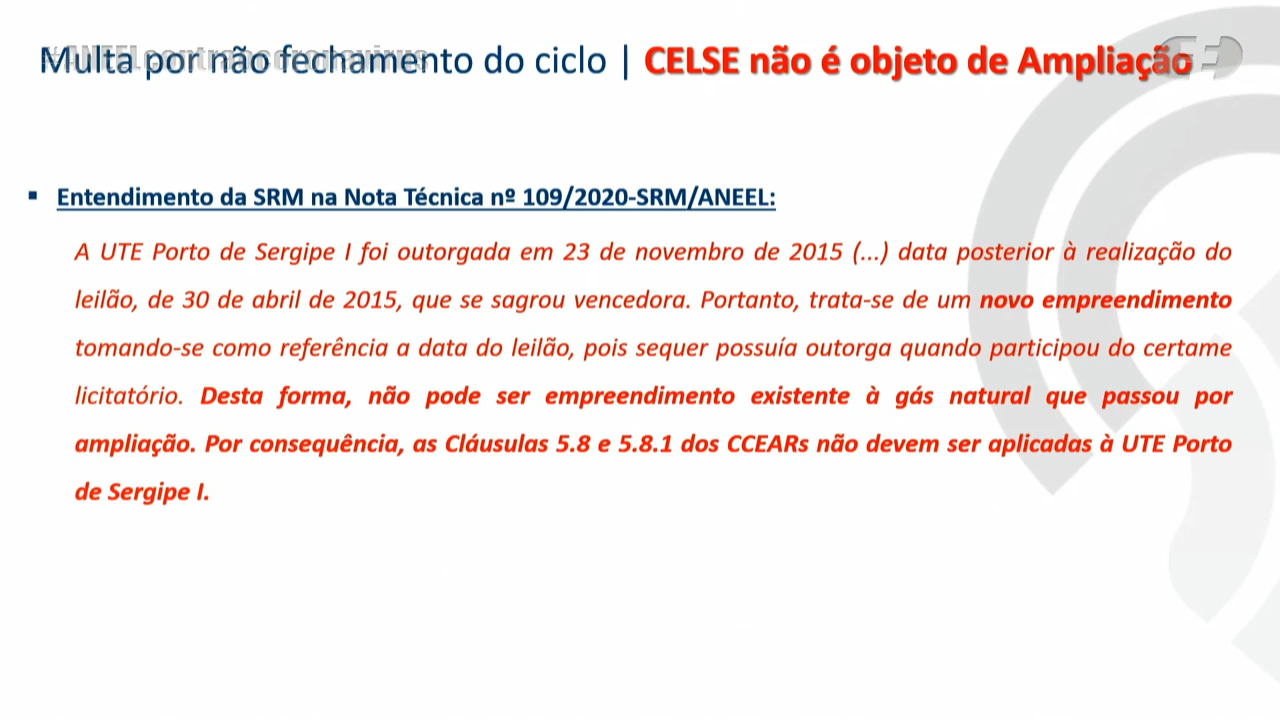 Multa por não fechamento do ciclo | CELSE não é objeto de Ampliação
#ANEELcontraocoronavirus
▪ Entendimento da SRM na Nota Técnica nº 109/2020-SRM/ANEEL:
A UTE Porto de Sergipe I foi outorgada em 23 de novembro de 2015 (...) data posterior à realização do
leilão, de 30 de abril de 2015, que se sagrou vencedora. Portanto, trata-se de um novo empreendimento
tomando-se como referência a data do leilão, pois sequer possuía outorga quando participou do certame
licitatório. Desta forma, não pode ser empreendimento existente à gás natural que passou por
ampliação. Por consequência, as Cláusulas 5.8 e 5.8.1 dos CCEARs não devem ser aplicadas à UTE Porto
de Sergipe I.